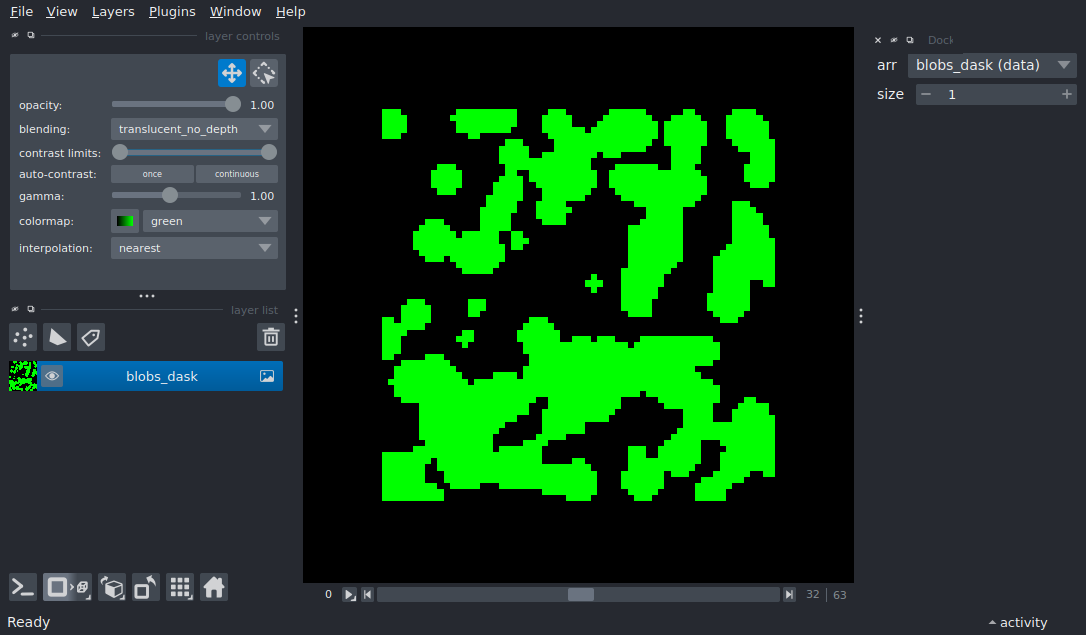 File View Layers Plugins Window Help
layer controls
opacity: 1.00
blending: translucent_no_depth
contrast limits:
auto-contrast: once continuous
gamma: 1.00
colormap: green
interpolation: nearest
layer list
blobs_dask
Dock
arr blobs_dask (data)
size 1
0 32 63
Ready
activity